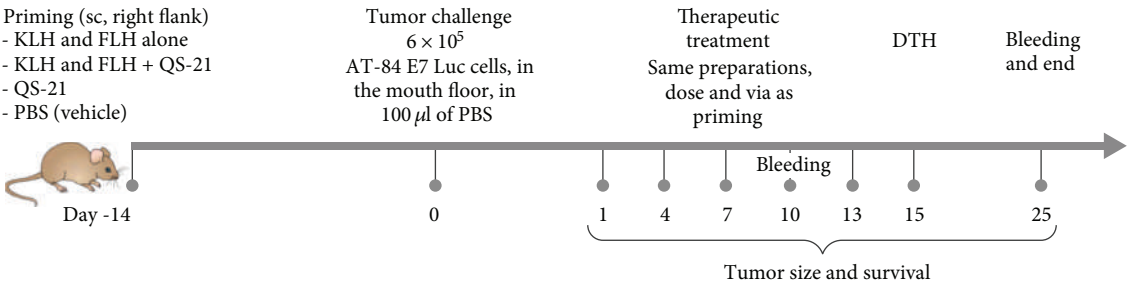 Priming (sc, right flank)
- KLH and FLH alone
- KLH and FLH + QS-21
- QS-21
- PBS (vehicle)
Tumor challenge
6 × 10⁵
AT-84 E7 Luc cells, in
the mouth floor, in
100 μl of PBS
Therapeutic
treatment
Same preparations,
dose and via as
priming
DTH
Bleeding
and end
Bleeding
Day -14
0
1
4
7
10
13
15
25
Tumor size and survival